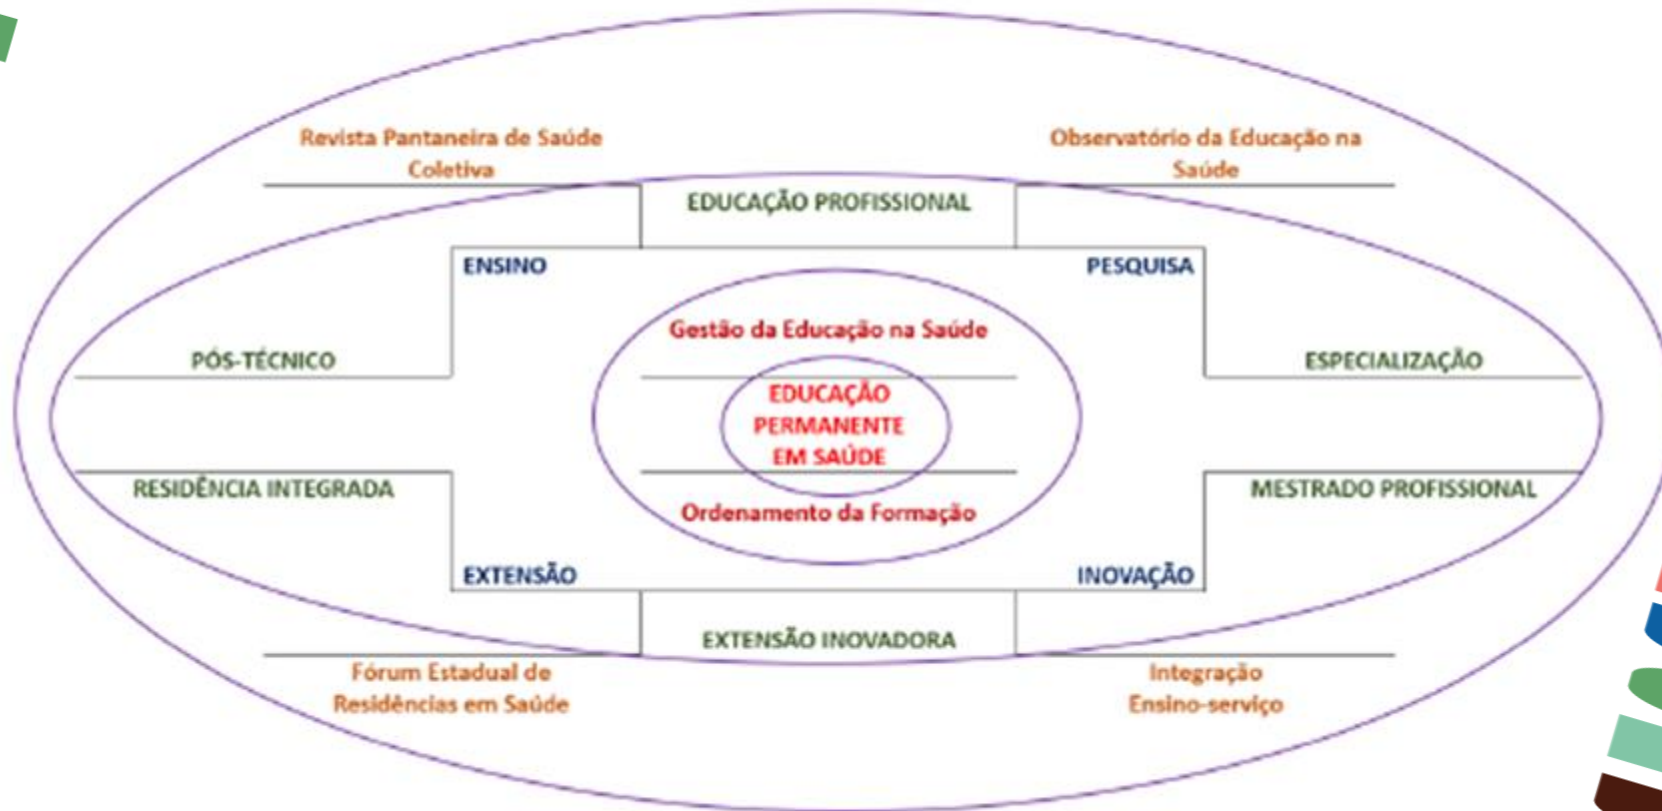 Revista Pantaneira de Saúde
Coletiva
Observatório da Educação na
Saúde
EDUCAÇÃO PROFISSIONAL
ENSINO
PESQUISA
Gestão da Educação na Saúde
PÓS-TÉCNICO
ESPECIALIZAÇÃO
EDUCAÇÃO
PERMANENTE
EM SAÚDE
RESIDÊNCIA INTEGRADA
MESTRADO PROFISSIONAL
Ordenamento da Formação
EXTENSÃO
INOVAÇÃO
EXTENSÃO INOVADORA
Fórum Estadual de
Residências em Saúde
Integração
Ensino-serviço